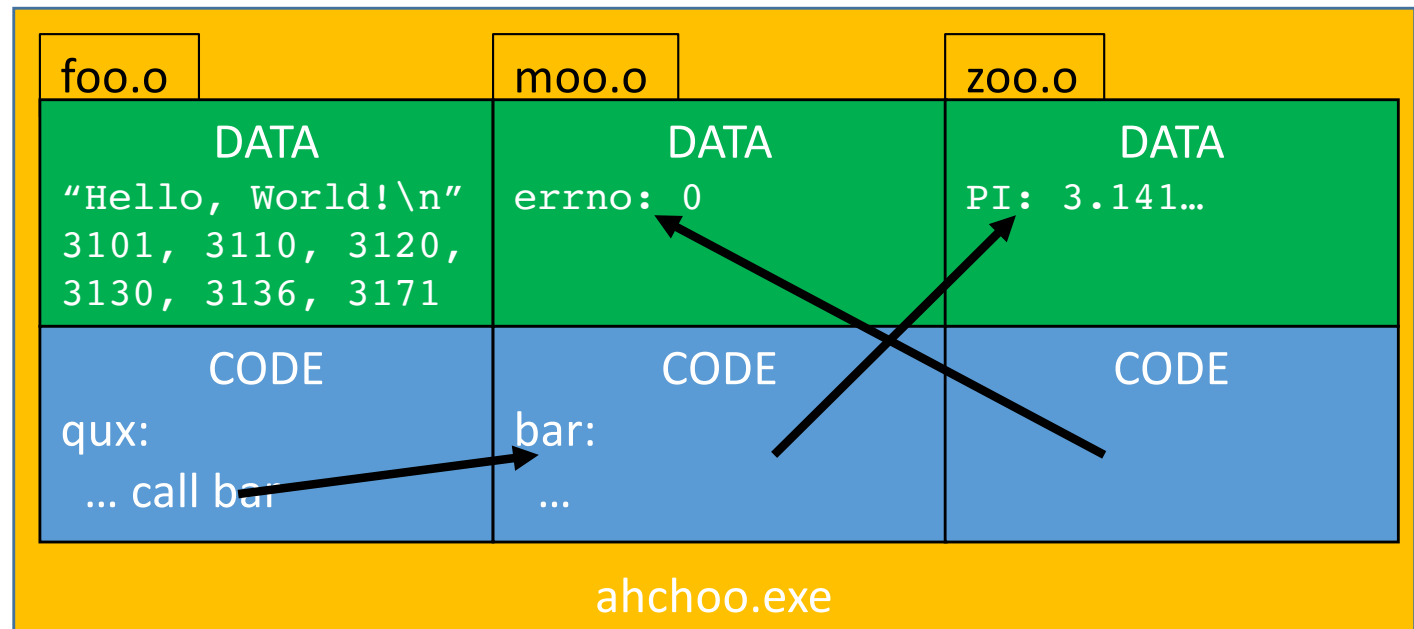 foo.o
moo.o
zoo.o
DATA
“Hello, World!\n”
3101, 3110, 3120,
3130, 3136, 3171
DATA
errno: 0
DATA
PI: 3.141…
CODE
qux:
… call bar
CODE
bar:
…
CODE
ahchoo.exe